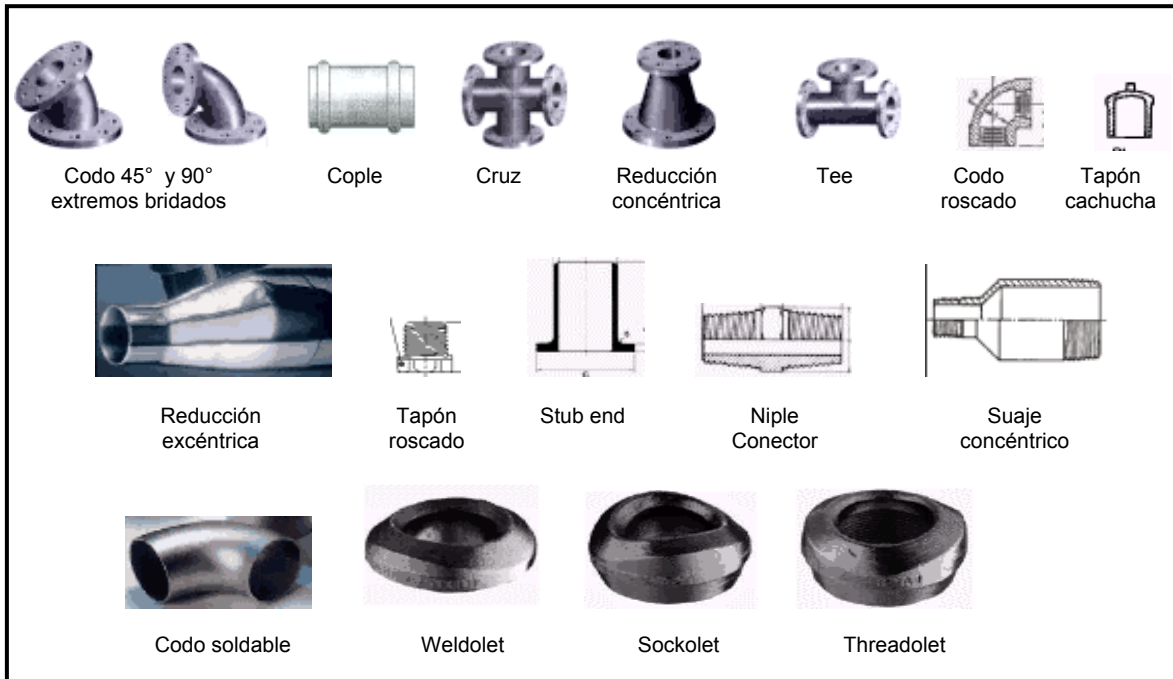 Codo 45° y 90°
extremos bridados
Cople
Cruz
Reducción
concéntrica
Tee
Codo
roscado
Tapón
cachucha
Reducción
excéntrica
Tapón
roscado
Stub end
Niple
Conector
Suaje
concéntrico
Codo soldable
Weldolet
Sockolet
Threadolet